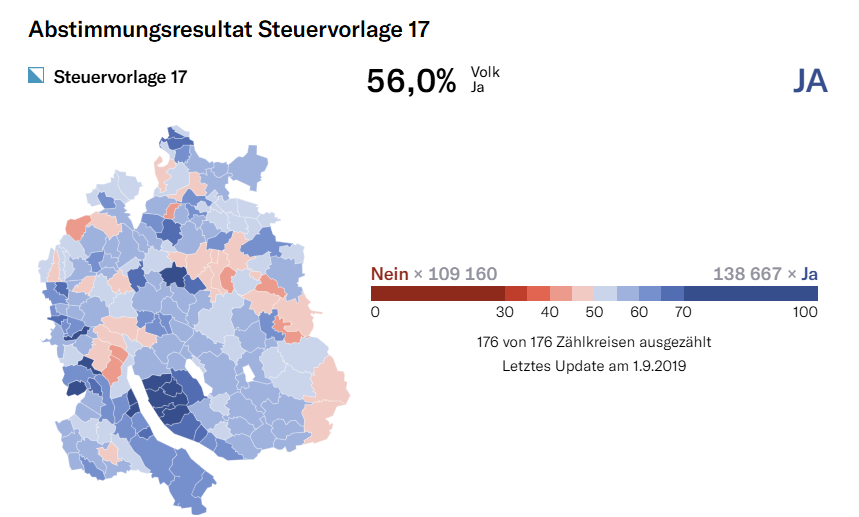 Abstimmungsresultat Steuervorlage 17
Steuervorlage 17
56,0% Volk Ja
JA
Nein × 109 160
138 667 × Ja
0 30 40 50 60 70 100
176 von 176 Zählkreisen ausgezählt
Letztes Update am 1.9.2019